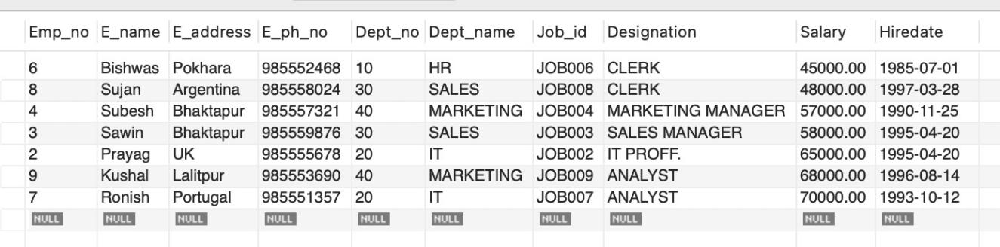 Emp_no E_name E_address E_ph_no Dept_no Dept_name Job_id Designation Salary Hiredate
6 Bishwas Pokhara 985552468 10 HR JOB006 CLERK 45000.00 1985-07-01
8 Sujan Argentina 985558024 30 SALES JOB008 CLERK 48000.00 1997-03-28
4 Subesh Bhaktapur 985557321 40 MARKETING JOB004 MARKETING MANAGER 57000.00 1990-11-25
3 Sawin Bhaktapur 985559876 30 SALES JOB003 SALES MANAGER 58000.00 1995-04-20
2 Prayag UK 985555678 20 IT JOB002 IT PROFF. 65000.00 1995-04-20
9 Kushal Lalitpur 985553690 40 MARKETING JOB009 ANALYST 68000.00 1996-08-14
7 Ronish Portugal 985551357 20 IT JOB007 ANALYST 70000.00 1993-10-12
NULL NULL NULL NULL NULL NULL NULL NULL NULL NULL